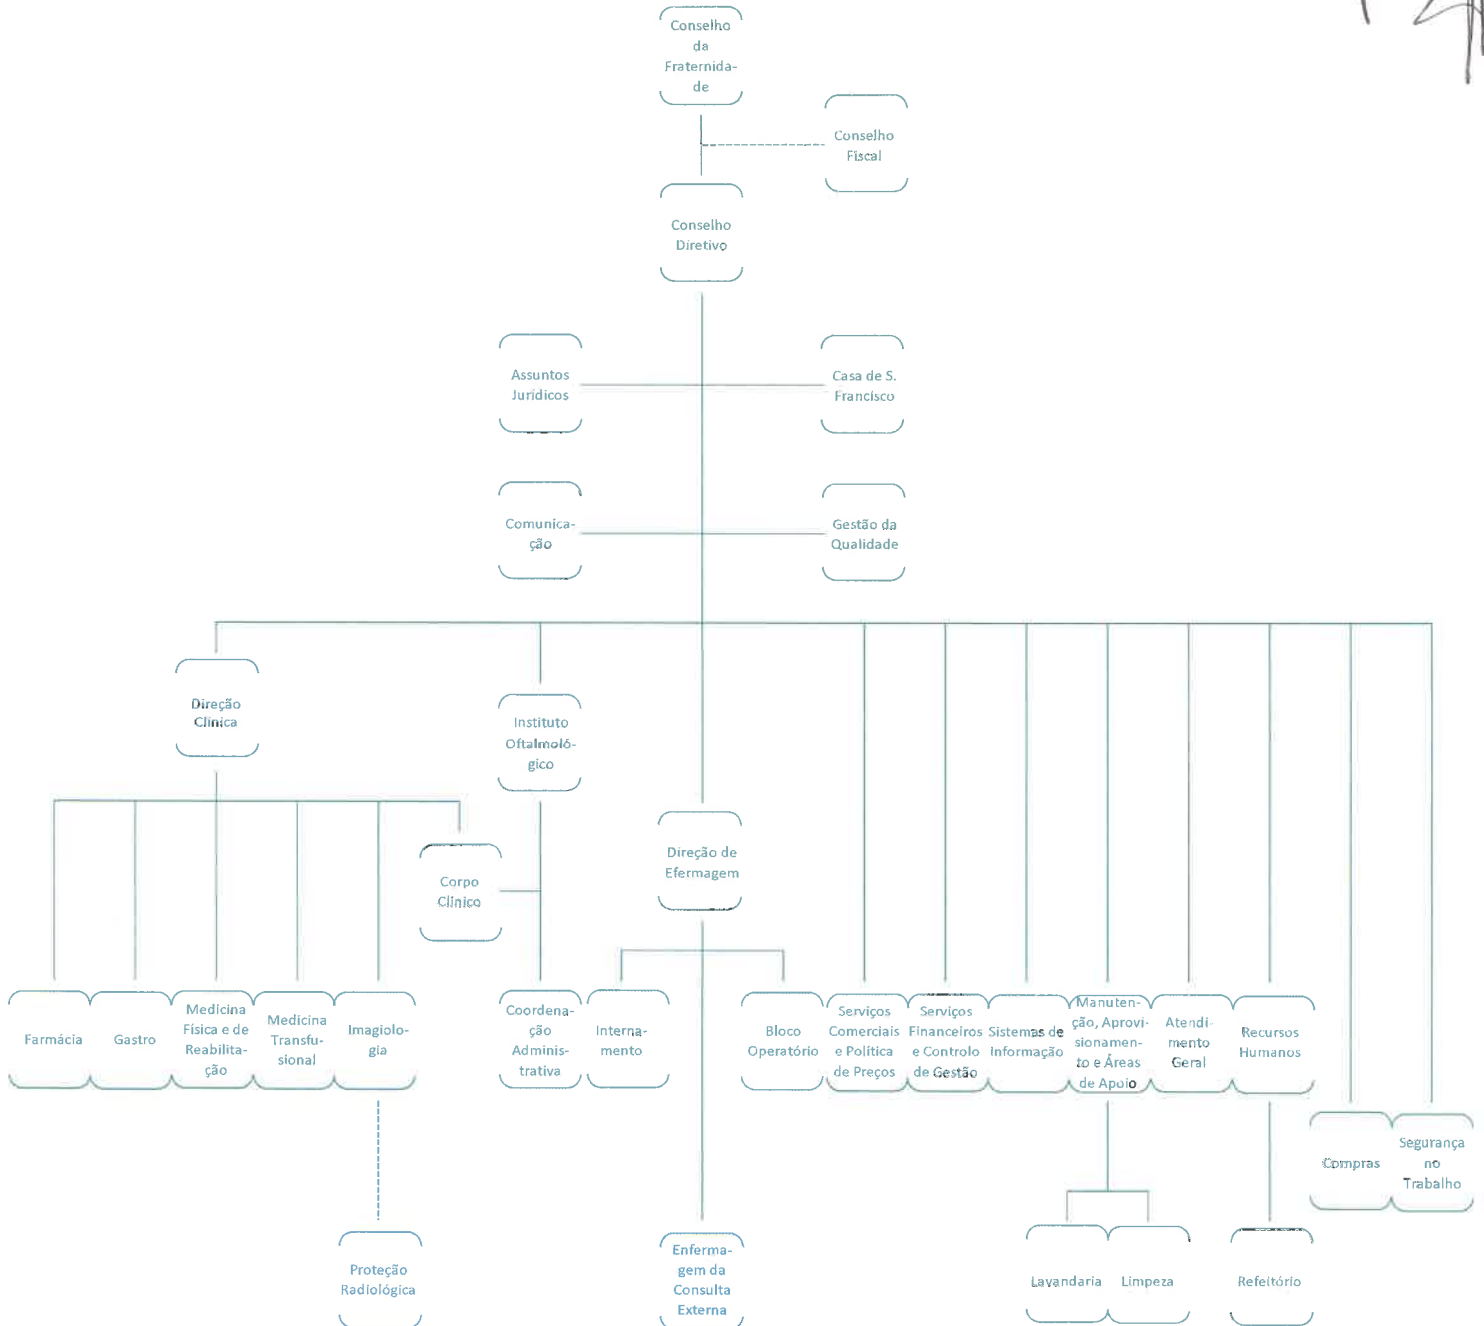 Conselho
da
Fraternida-
de
Conselho
Fiscal
Conselho
Diretivo
Assuntos
Jurídicos
Casa de S.
Francisco
Comunica-
ção
Gestão da
Qualidade
Direção
Clínica
Instituto
Oftalmoló-
gico
Direção de
Efermagem
Corpo
Clínico
Farmácia
Gastro
Medicina
Física e de
Reabilita-
ção
Medicina
Transfu-
sional
Imagiolo-
gia
Coordena-
ção
Adminis-
trativa
Interna-
mento
Bloco
Operatório
Serviços
Comerciais
e Política
de Preços
Serviços
Financeiros
e Controlo
de Gestão
Sistemas de
Informação
Manuten-
ção, Aprovi-
sionamen-
to e Áreas
de Apoio
Atendi-
mento
Geral
Recursos
Humanos
Compras
Segurança
no
Trabalho
Proteção
Radiológica
Enferma-
gem da
Consulta
Externa
Lavandaria
Limpeza
Refeitório